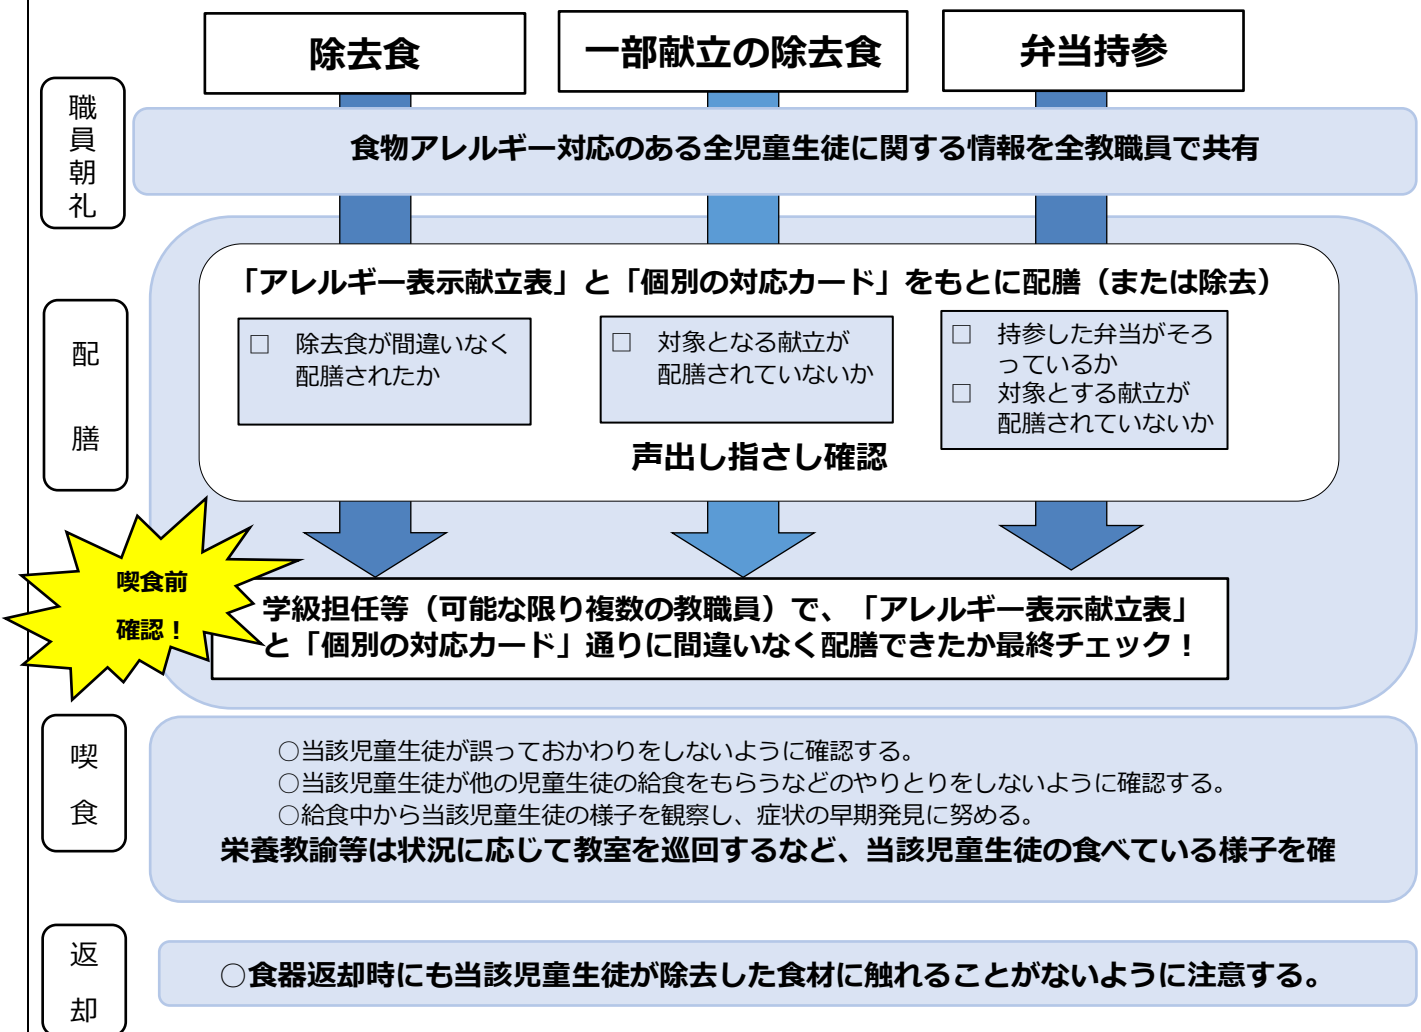 除去食
一部献立の除去食
弁当持参
職員朝礼
食物アレルギー対応のある全児童生徒に関する情報を全教職員で共有
配膳
「アレルギー表示献立表」と「個別の対応カード」をもとに配膳（または除去）
□ 除去食が間違いなく
配膳されたか
□ 対象となる献立が
配膳されていないか
□ 持参した弁当がそろ
っているか
□ 対象とする献立が
配膳されていないか
声出し指さし確認
喫食前
確認！
学級担任等（可能な限り複数の教職員）で、「アレルギー表示献立表」
と「個別の対応カード」通りに間違いなく配膳できたか最終チェック！
喫食
○当該児童生徒が誤っておかわりをしないように確認する。
○当該児童生徒が他の児童生徒の給食をもらうなどのやりとりをしないように確認する。
○給食中から当該児童生徒の様子を観察し、症状の早期発見に努める。
栄養教諭等は状況に応じて教室を巡回するなど、当該児童生徒の食べている様子を確
返却
○食器返却時にも当該児童生徒が除去した食材に触れることがないように注意する。